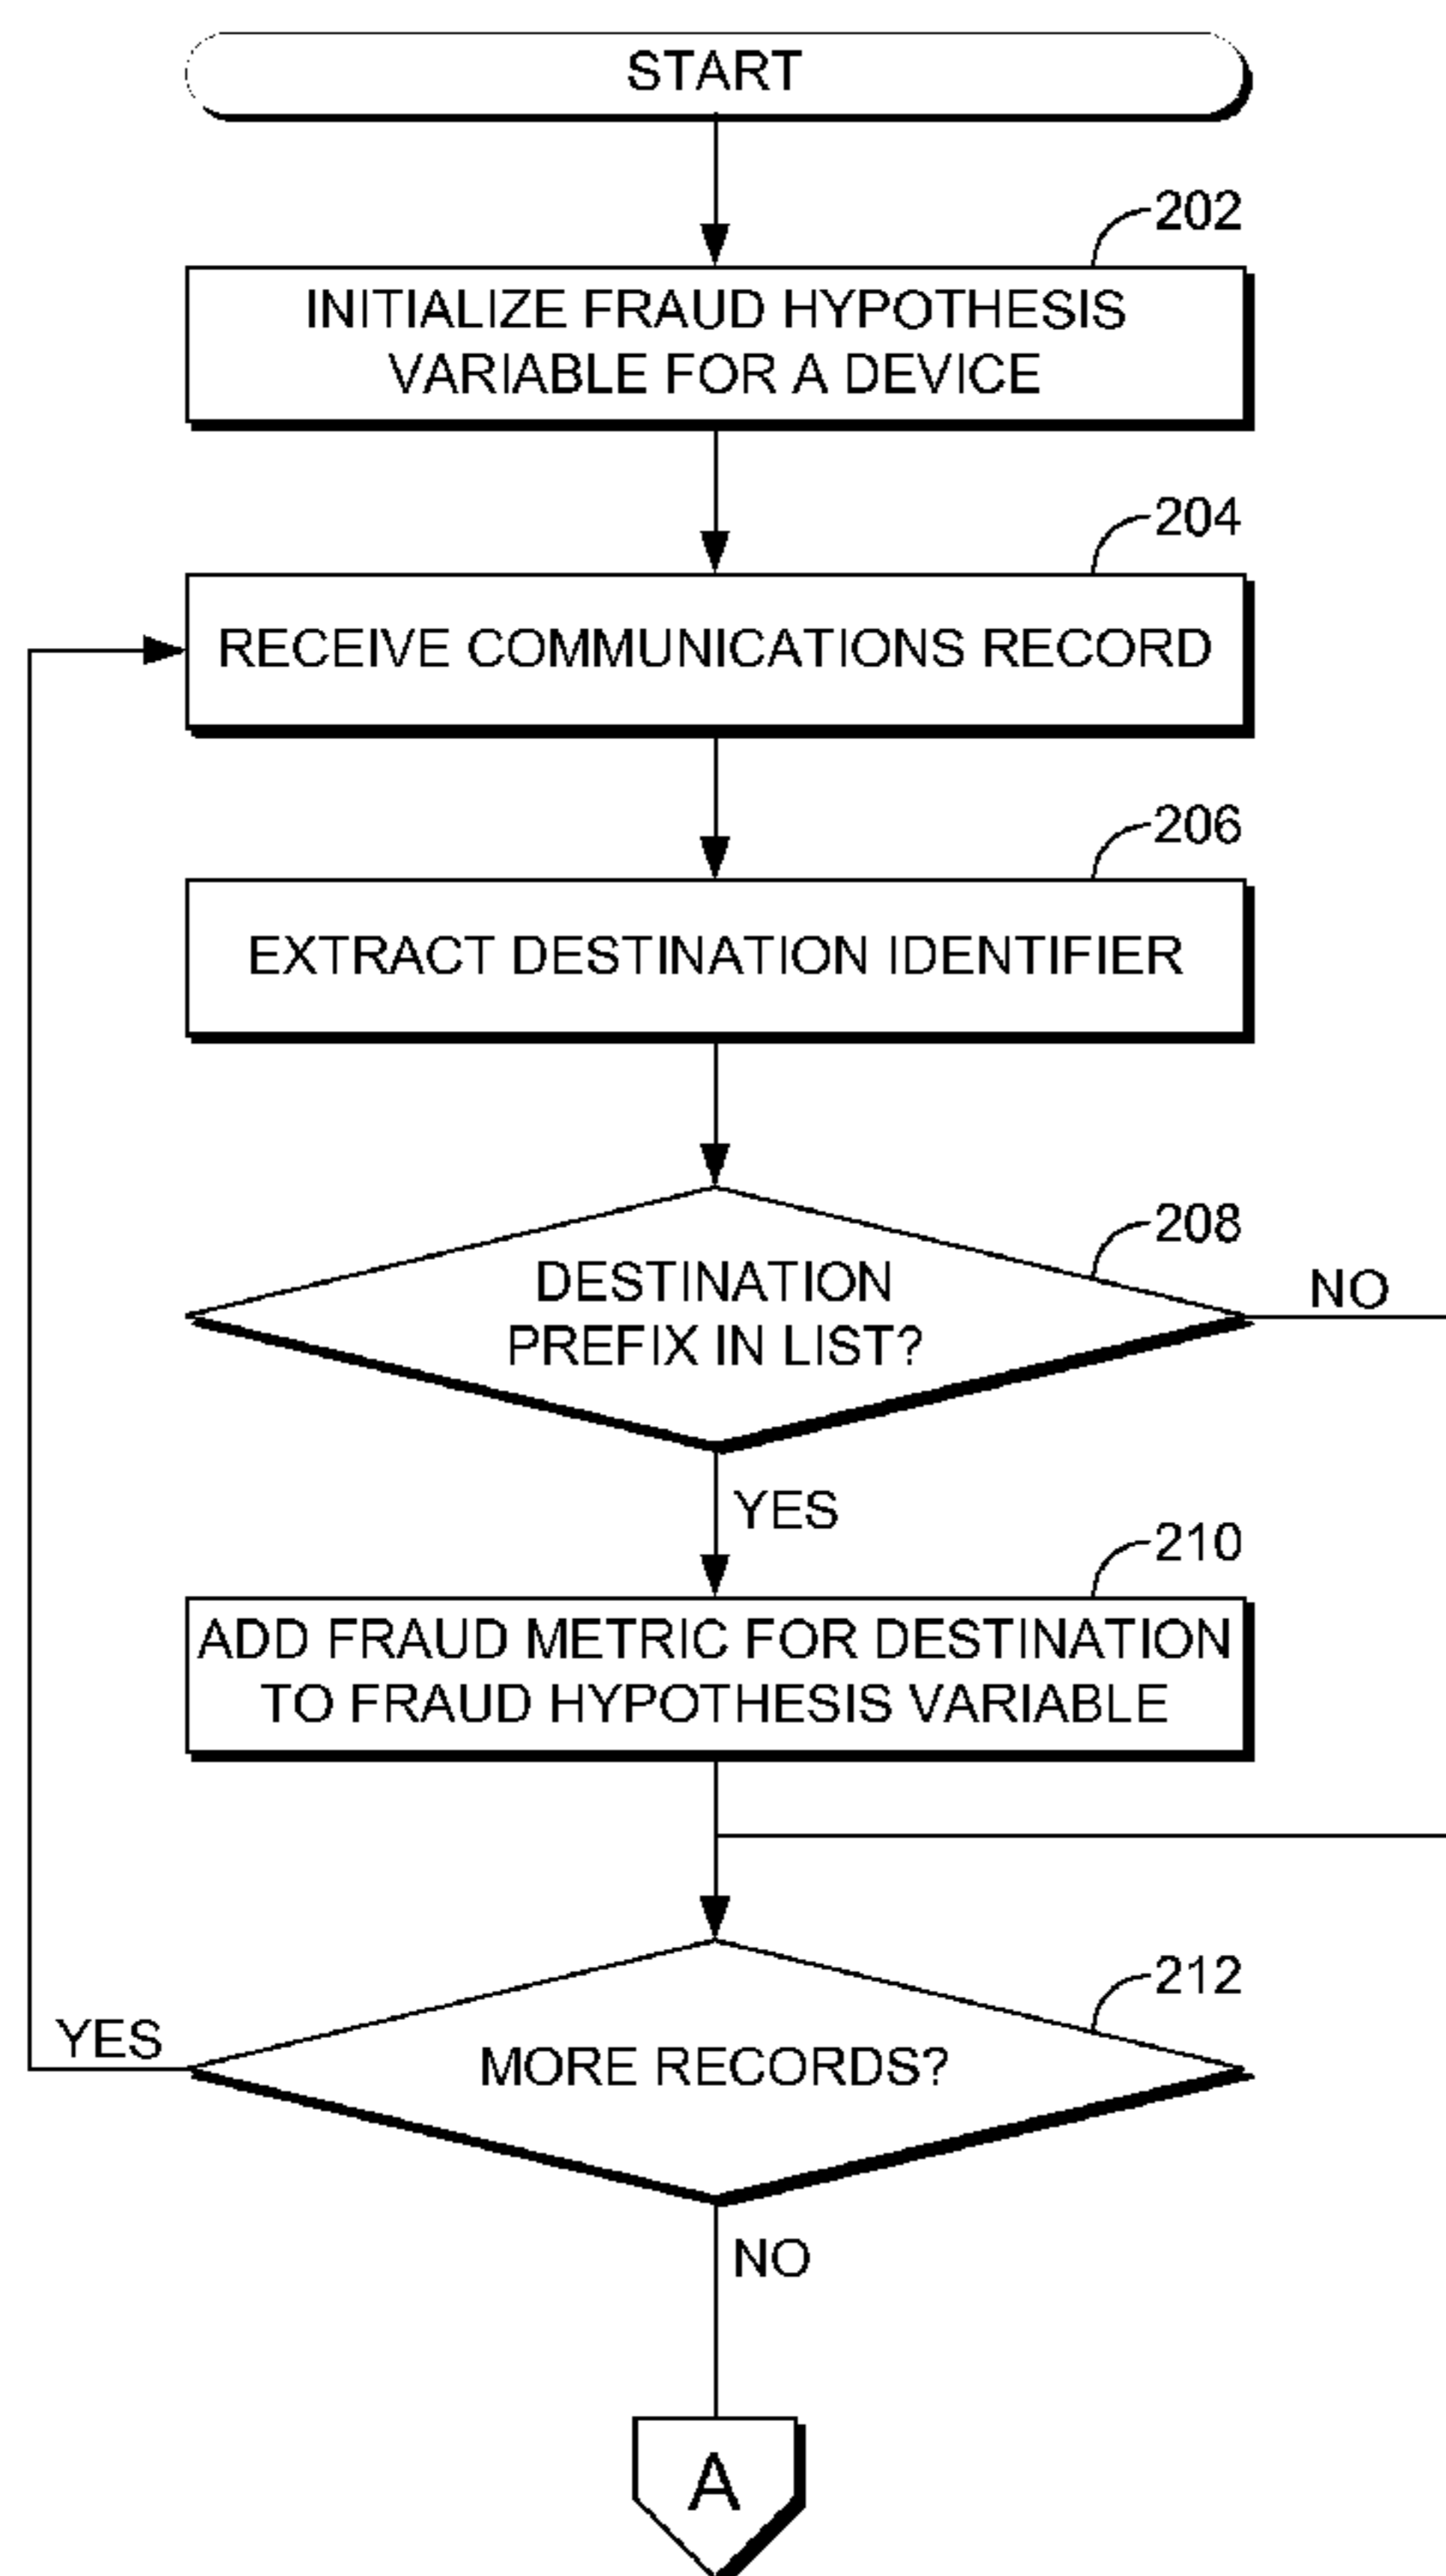 START
202
INITIALIZE FRAUD HYPOTHESIS
VARIABLE FOR A DEVICE
204
RECEIVE COMMUNICATIONS RECORD
206
EXTRACT DESTINATION IDENTIFIER
208
DESTINATION
PREFIX IN LIST?
NO
YES
210
ADD FRAUD METRIC FOR DESTINATION
TO FRAUD HYPOTHESIS VARIABLE
212
YES
MORE RECORDS?
NO
A